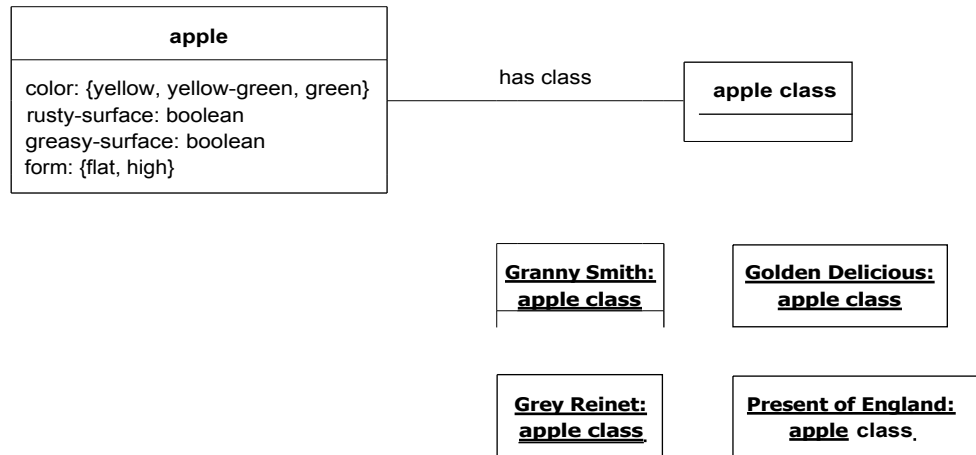 apple
color: {yellow, yellow-green, green}
rusty-surface: boolean
greasy-surface: boolean
form: {flat, high}
has class
apple class
Granny Smith:
apple class
Golden Delicious:
apple class
Grey Reinet:
apple class.
Present of England:
apple class.